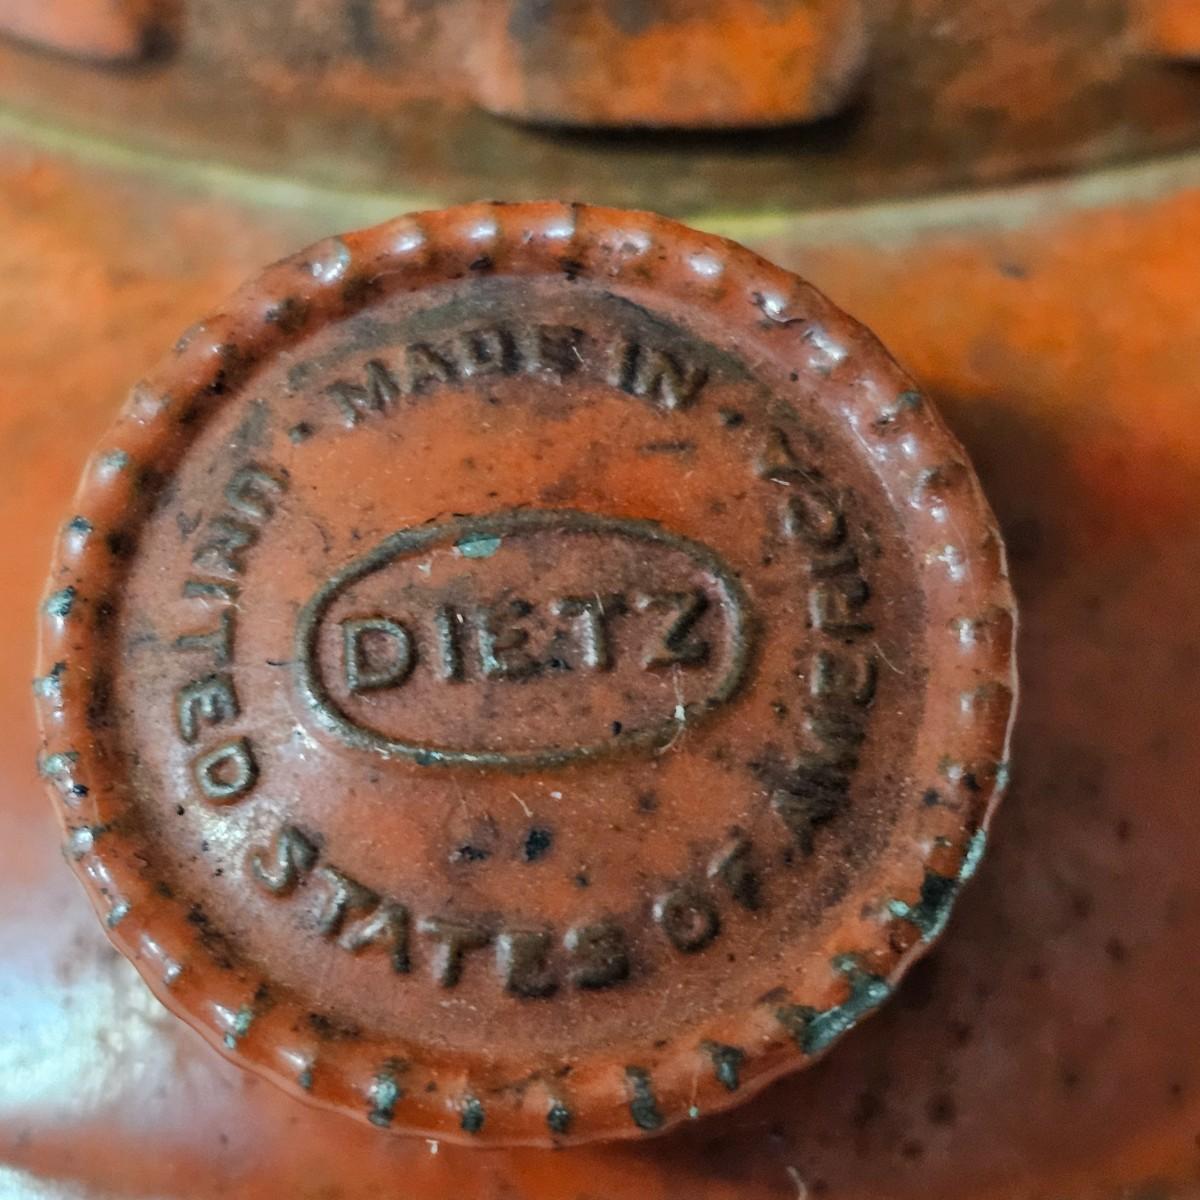 · MADE IN ·
DIETZ
UNITED STATES OF AMERICA